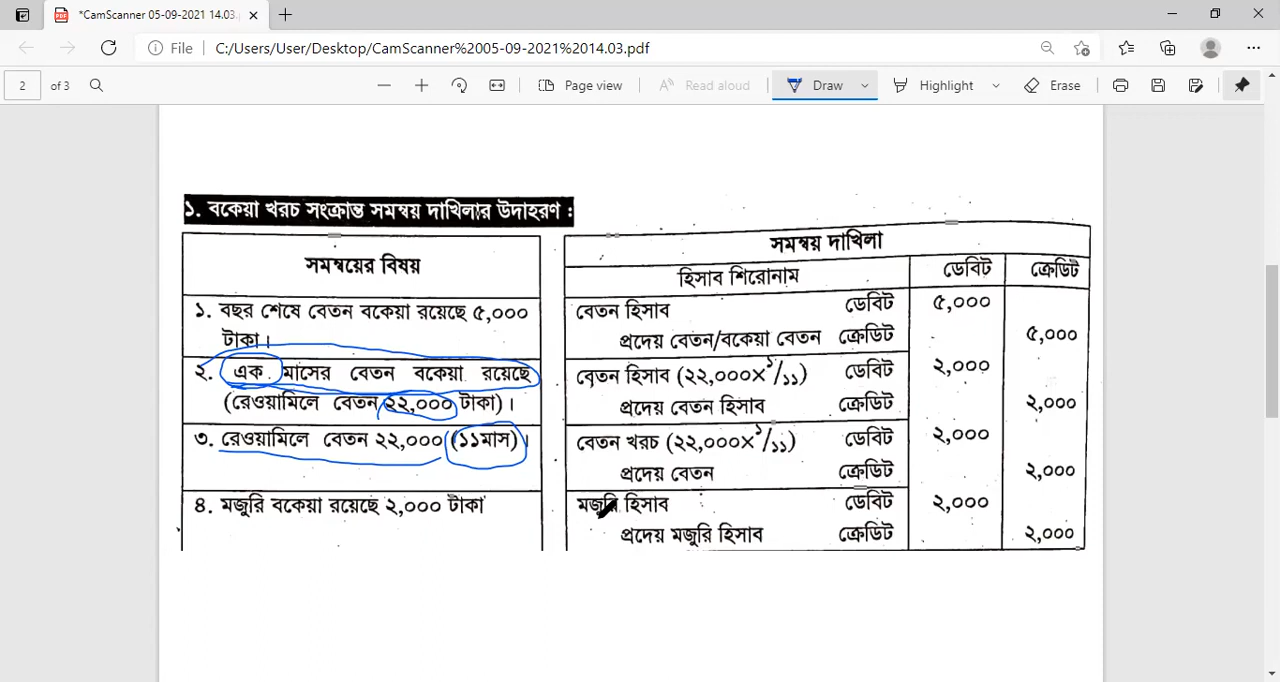 *CamScanner 05-09-2021 14.03.p
File C:/Users/User/Desktop/CamScanner%2005-09-2021%2014.03.pdf
2 of 3 Page view Read aloud Draw Highlight Erase
১. বকেয়া খরচ সংক্রান্ত সমন্বয় দাখিলার উদাহরণ :
সমন্বয়ের বিষয়
সমন্বয় দাখিলা
হিসাব শিরোনাম ডেবিট ক্রেডিট
১. বছর শেষে বেতন বকেয়া রয়েছে ৫,০০০
টাকা।
বেতন হিসাব ডেবিট ৫,০০০
প্রদেয় বেতন/বকেয়া বেতন ক্রেডিট ৫,০০০
২. এক মাসের বেতন বকেয়া রয়েছে
(রেওয়ামিলে বেতন ২২,০০০ টাকা)।
বেতন হিসাব (২২,০০০×১/১১) ডেবিট ২,০০০
প্রদেয় বেতন হিসাব ক্রেডিট ২,০০০
৩. রেওয়ামিলে বেতন ২২,০০০ (১১মাস)।
বেতন খরচ (২২,০০০×১/১১) ডেবিট ২,০০০
প্রদেয় বেতন ক্রেডিট ২,০০০
৪. মজুরি বকেয়া রয়েছে ২,০০০ টাকা
মজুরি হিসাব ডেবিট ২,০০০
প্রদেয় মজুরি হিসাব ক্রেডিট ২,০০০